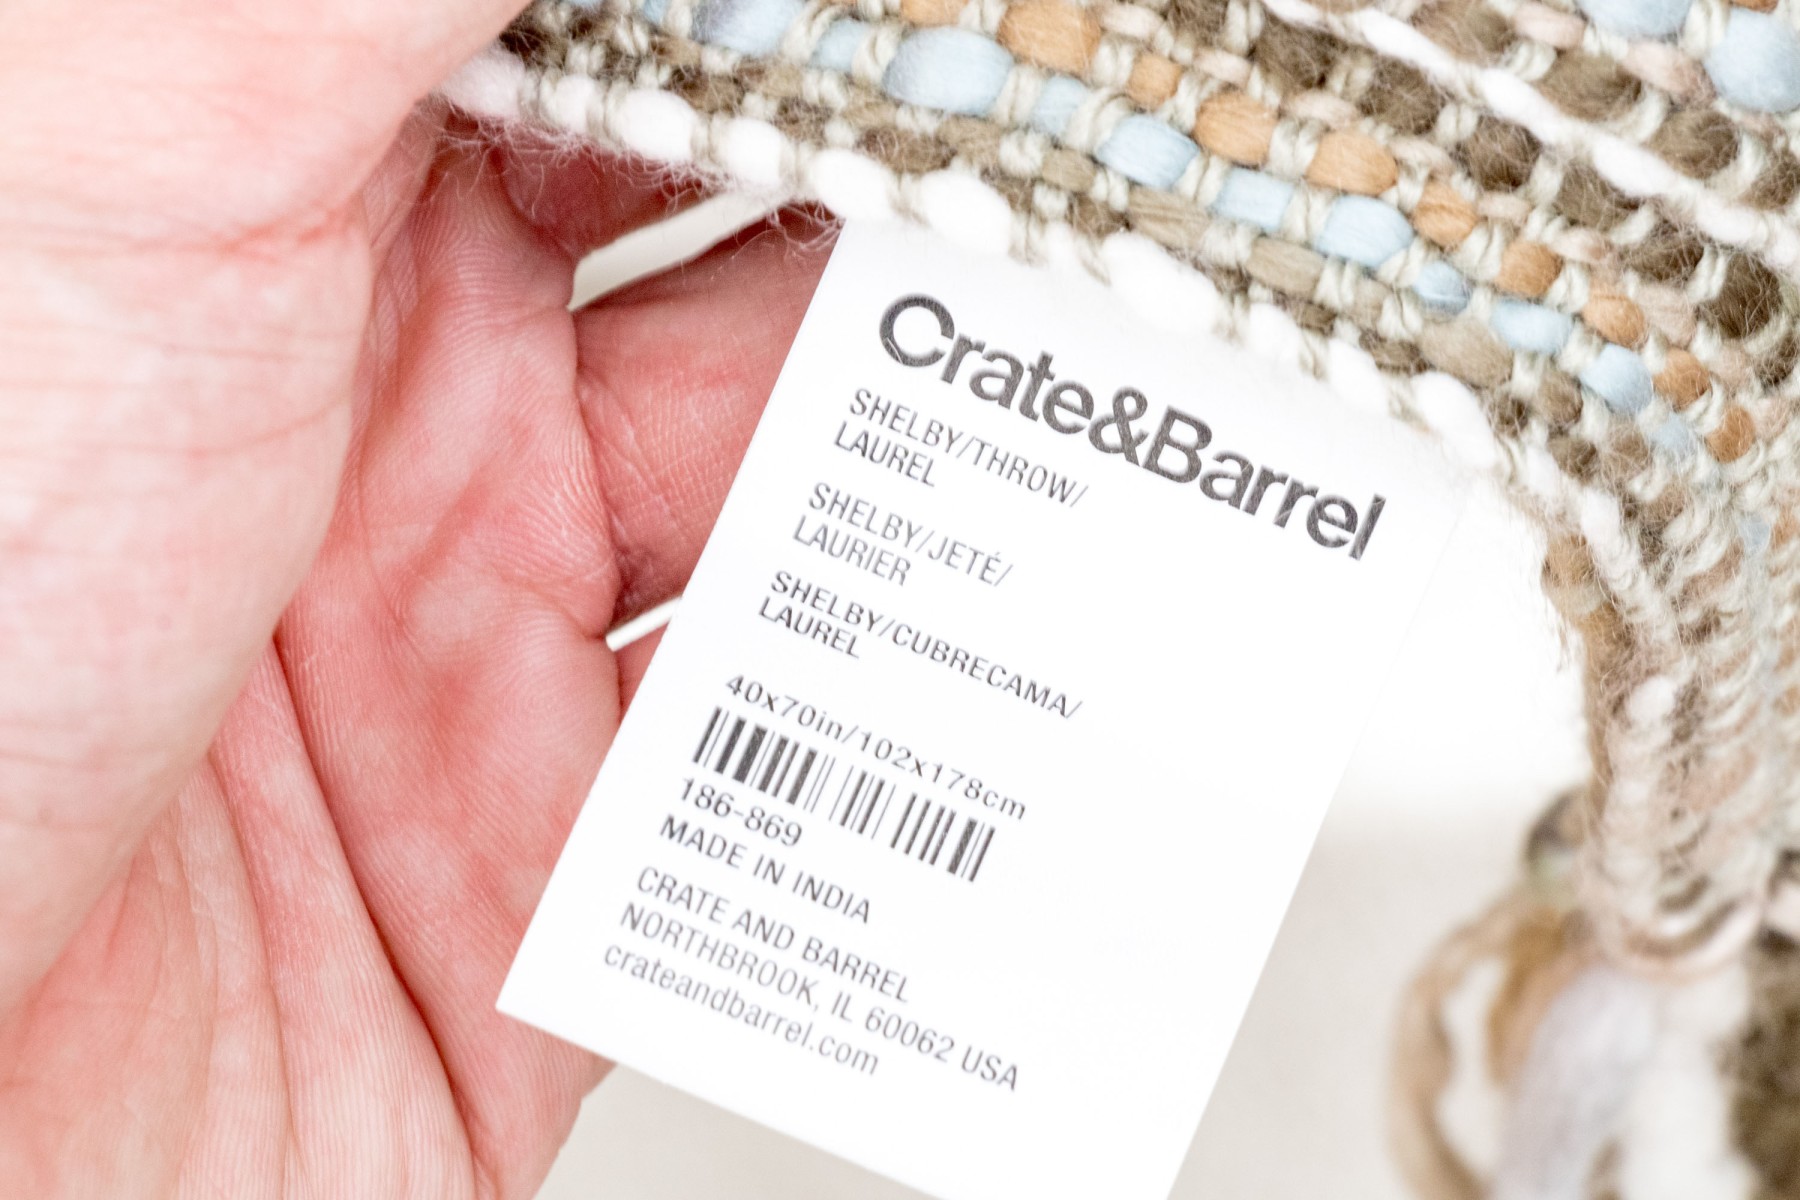 Crate&Barrel
SHELBY/THROW/
LAUREL
SHELBY/JETÉ/
LAURIER
SHELBY/CUBRECAMA/
LAUREL
40x70in/102x178cm
186-869
MADE IN INDIA
CRATE AND BARREL
NORTHBROOK, IL 60062 USA
crateandbarrel.com